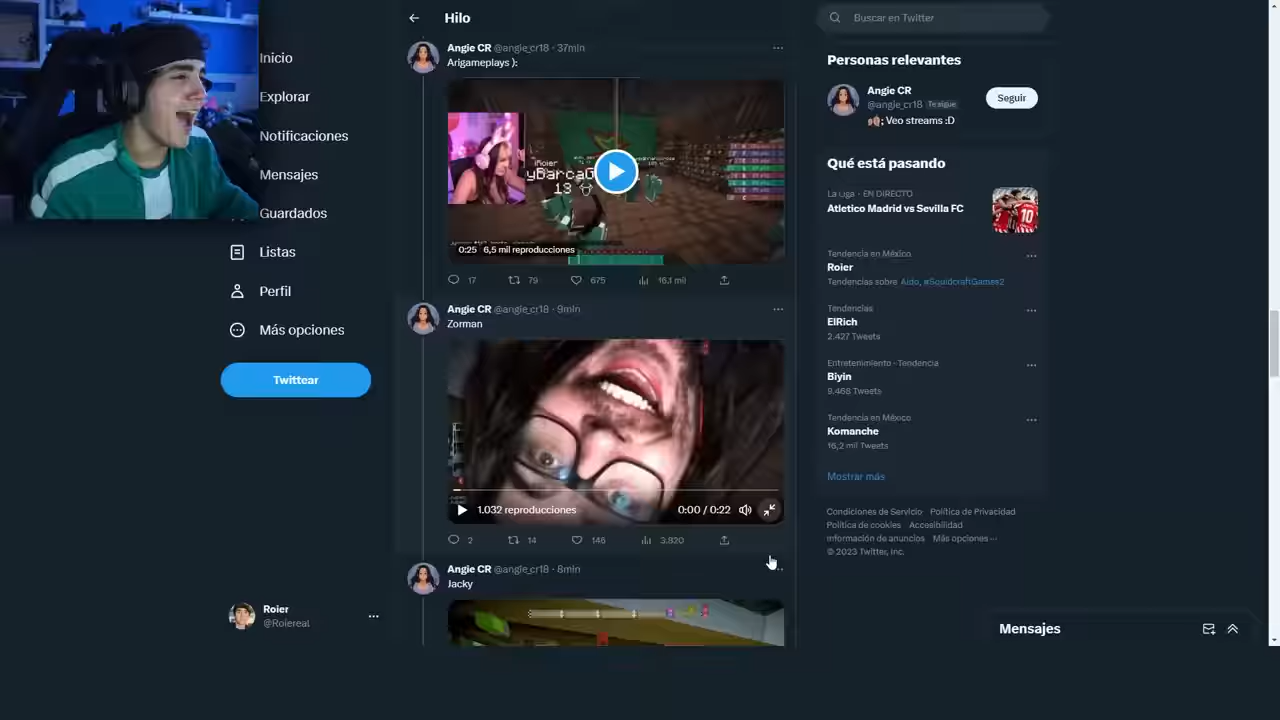 Inicio
Explorar
Notificaciones
Mensajes
Guardados
Listas
Perfil
Más opciones
Twittear
Roier
@Roiereal
Hilo
Angie CR @angie_cr18 · 37min
Arigameplays ):
iRoier
yBarcaG
13
0:25 6,5 mil reproducciones
17 79 675 16,1 mil
Angie CR @angie_cr18 · 9min
Zorman
1.032 reproducciones 0:00 / 0:22
2 14 146 3.820
Angie CR @angie_cr18 · 8min
Jacky
Buscar en Twitter
Personas relevantes
Angie CR
@angie_cr18 Te sigue
; Veo streams :D
Seguir
Qué está pasando
La Liga · EN DIRECTO
Atletico Madrid vs Sevilla FC
10
Tendencia en México
Roier
Tendencias sobre Aldo, #SquidcraftGames2
Tendencias
ElRich
2.427 Tweets
Entretenimiento · Tendencia
Biyin
9.468 Tweets
Tendencia en México
Komanche
16,2 mil Tweets
Mostrar más
Condiciones de Servicio Política de Privacidad
Política de cookies Accesibilidad
Información de anuncios Más opciones ···
© 2023 Twitter, Inc.
Mensajes